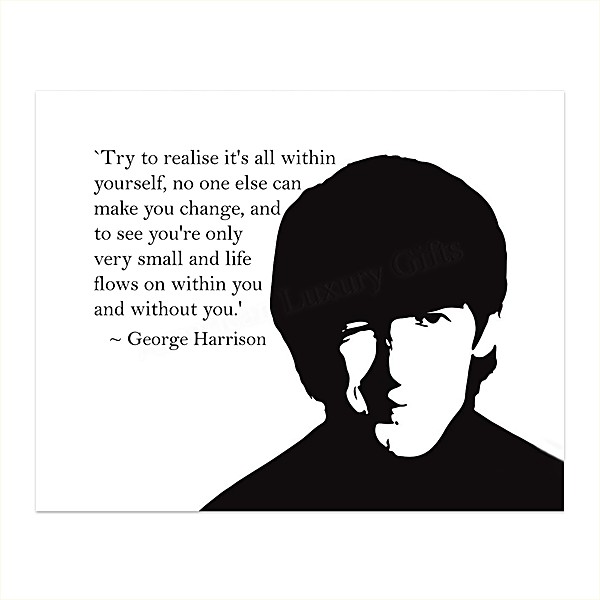 `Try to realise it's all within
yourself, no one else can
make you change, and
to see you're only
very small and life
flows on within you
and without you.'
~ George Harrison
Luxury Gifts